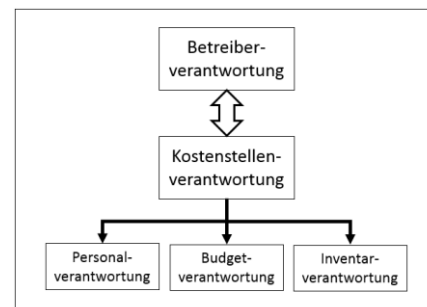 Betreiber-
verantwortung
Kostenstellen-
verantwortung
Personal-
verantwortung
Budget-
verantwortung
Inventar-
verantwortung